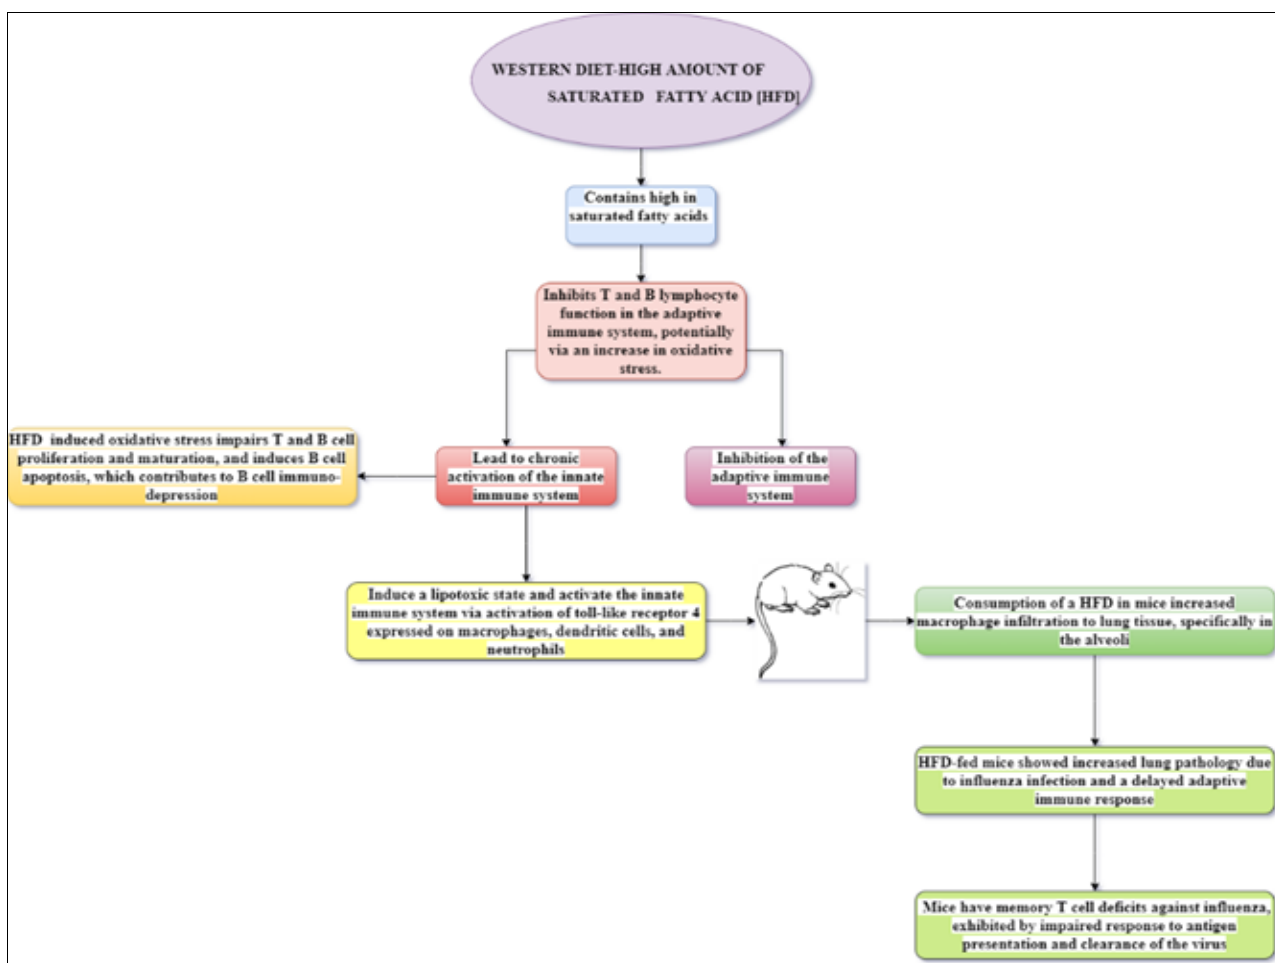 WESTERN DIET-HIGH AMOUNT OF
SATURATED FATTY ACID [HFD]
Contains high in
saturated fatty acids
Inhibits T and B lymphocyte
function in the adaptive
immune system, potentially
via an increase in oxidative
stress.
HFD induced oxidative stress impairs T and B cell
proliferation and maturation, and induces B cell
apoptosis, which contributes to B cell immuno-
depression
Lead to chronic
activation of the innate
immune system
Inhibition of the
adaptive immune
system
Induce a lipotoxic state and activate the innate
immune system via activation of toll-like receptor 4
expressed on macrophages, dendritic cells, and
neutrophils
Consumption of a HFD in mice increased
macrophage infiltration to lung tissue, specifically in
the alveoli
HFD-fed mice showed increased lung pathology due
to influenza infection and a delayed adaptive
immune response
Mice have memory T cell deficits against influenza,
exhibited by impaired response to antigen
presentation and clearance of the virus